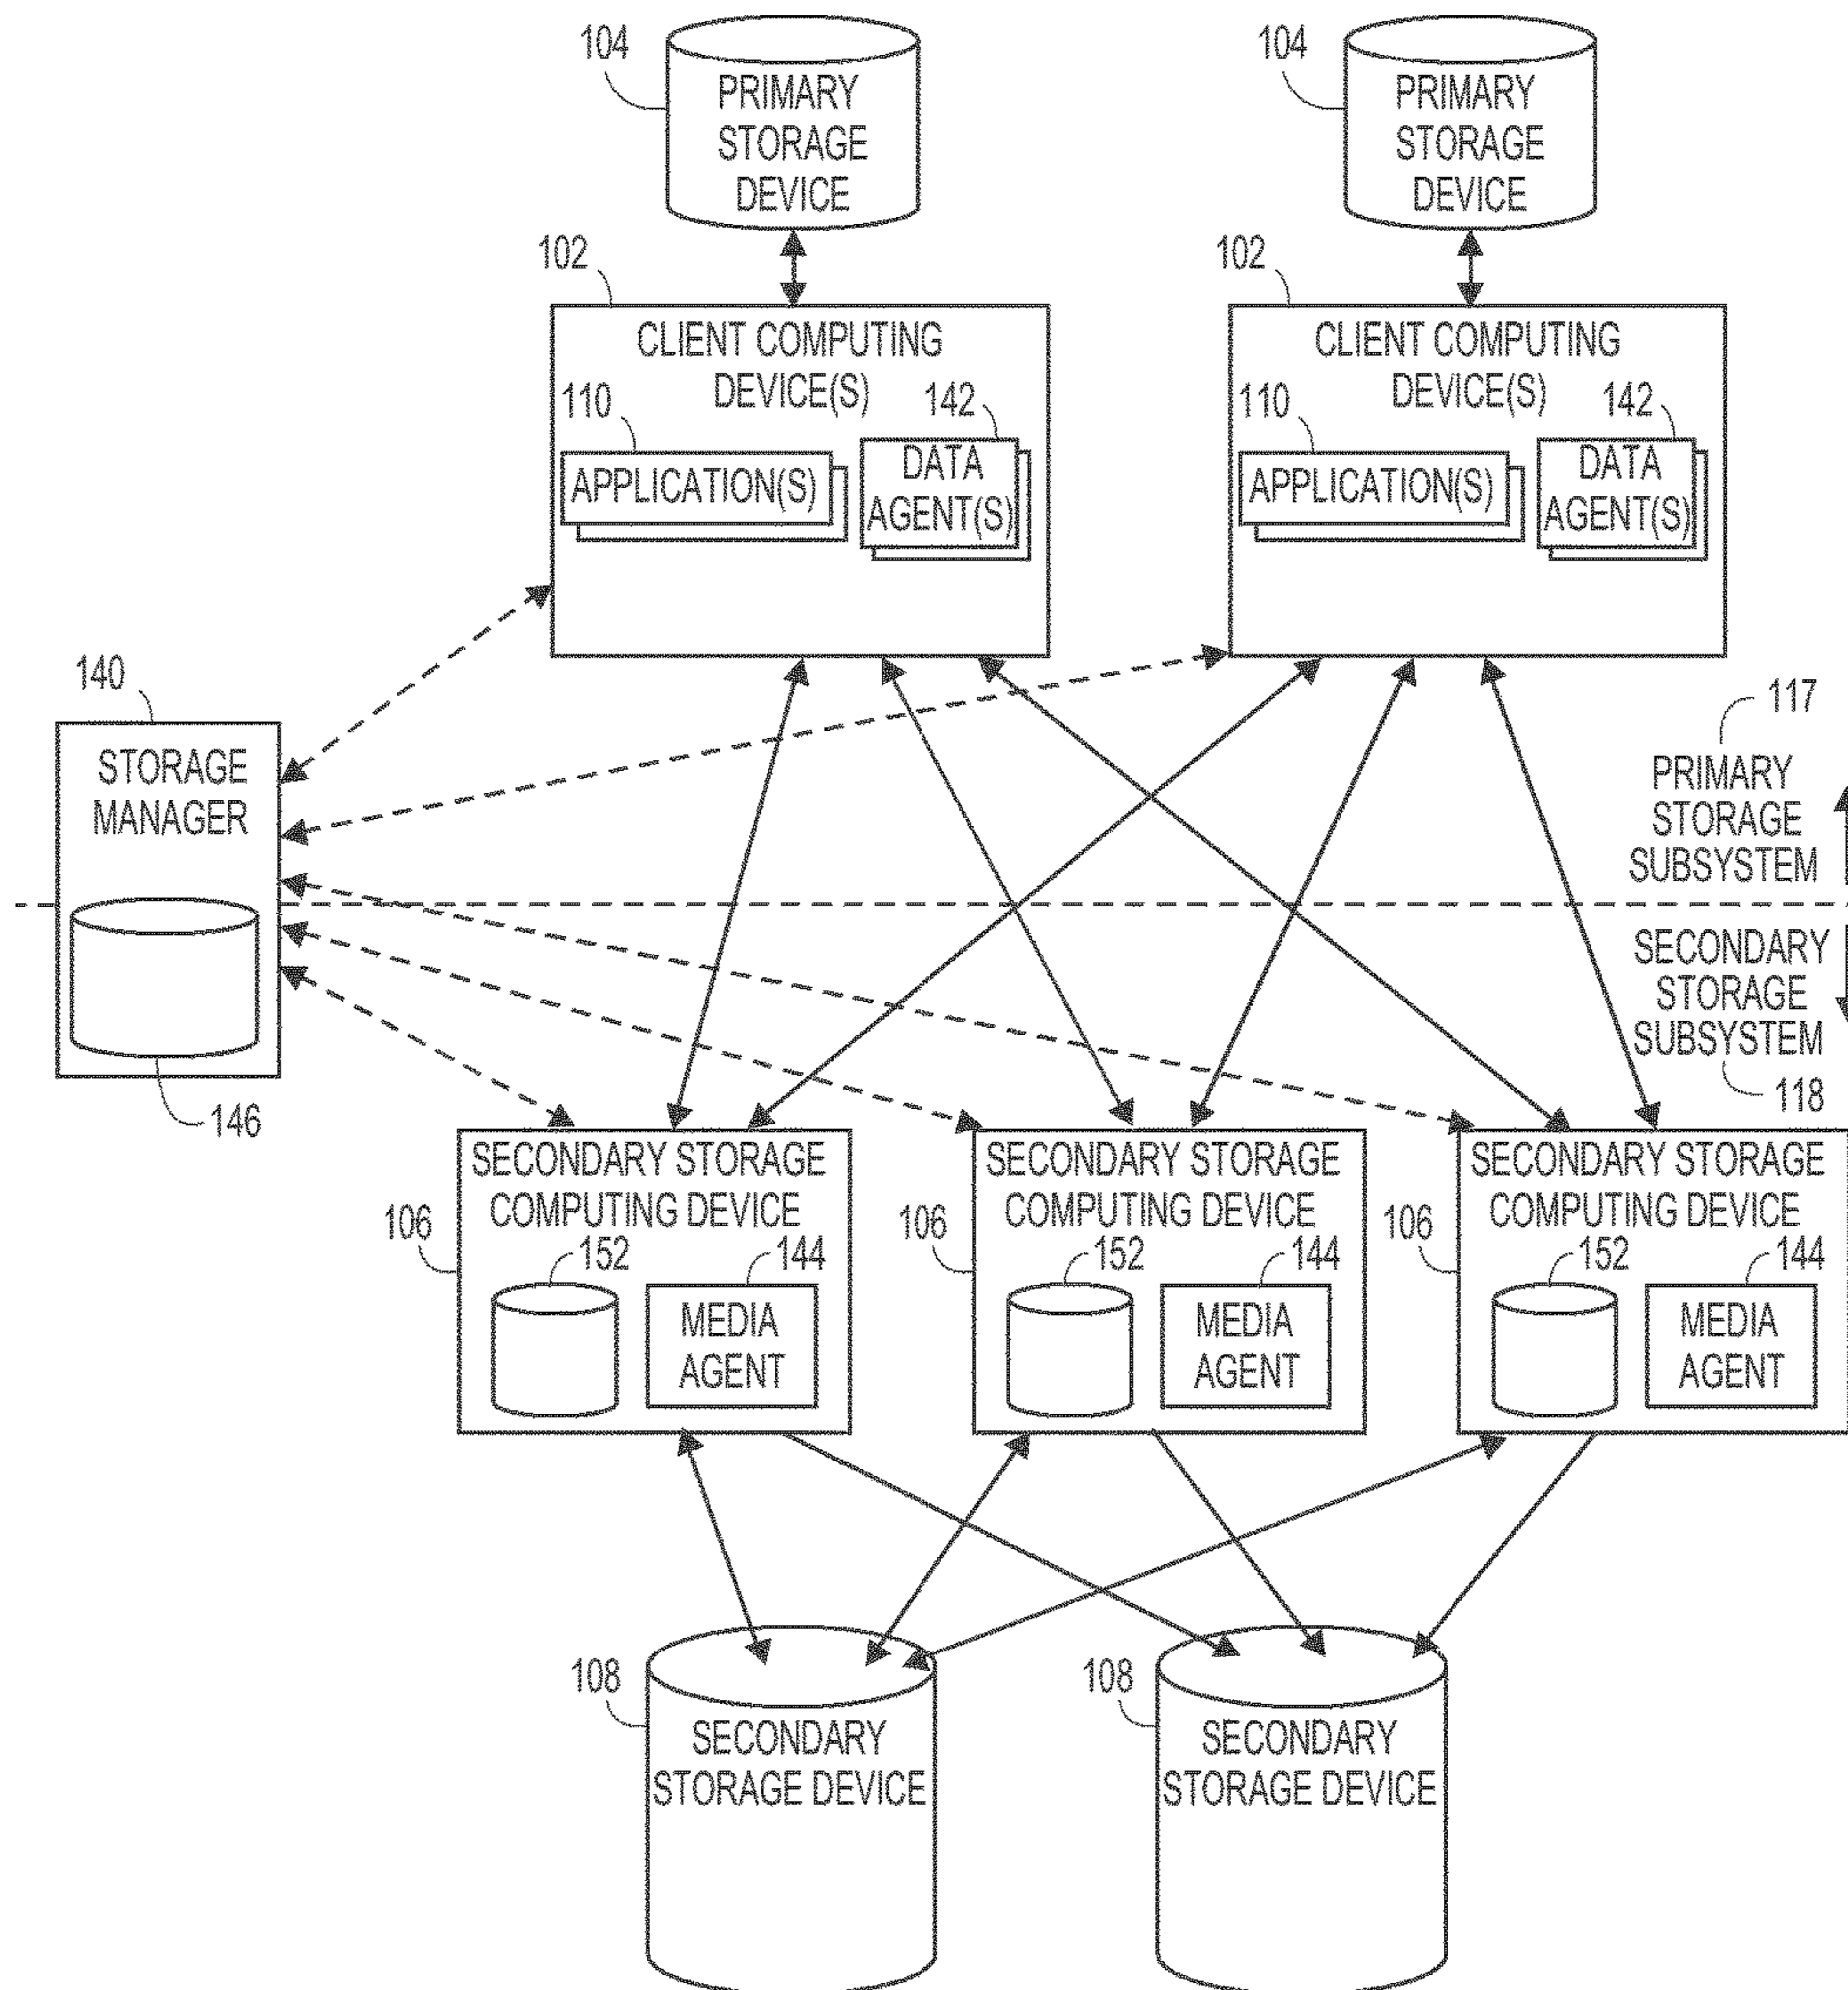 104
PRIMARY
STORAGE
DEVICE
104
PRIMARY
STORAGE
DEVICE
102
CLIENT COMPUTING
DEVICE(S)
110
142
APPLICATION(S)
DATA
AGENT(S)
102
CLIENT COMPUTING
DEVICE(S)
110
142
APPLICATION(S)
DATA
AGENT(S)
140
STORAGE
MANAGER
146
117
PRIMARY
STORAGE
SUBSYSTEM
SECONDARY
STORAGE
SUBSYSTEM
118
SECONDARY STORAGE
COMPUTING DEVICE
106
152
144
MEDIA
AGENT
SECONDARY STORAGE
COMPUTING DEVICE
106
152
144
MEDIA
AGENT
SECONDARY STORAGE
COMPUTING DEVICE
106
152
144
MEDIA
AGENT
108
SECONDARY
STORAGE DEVICE
108
SECONDARY
STORAGE DEVICE